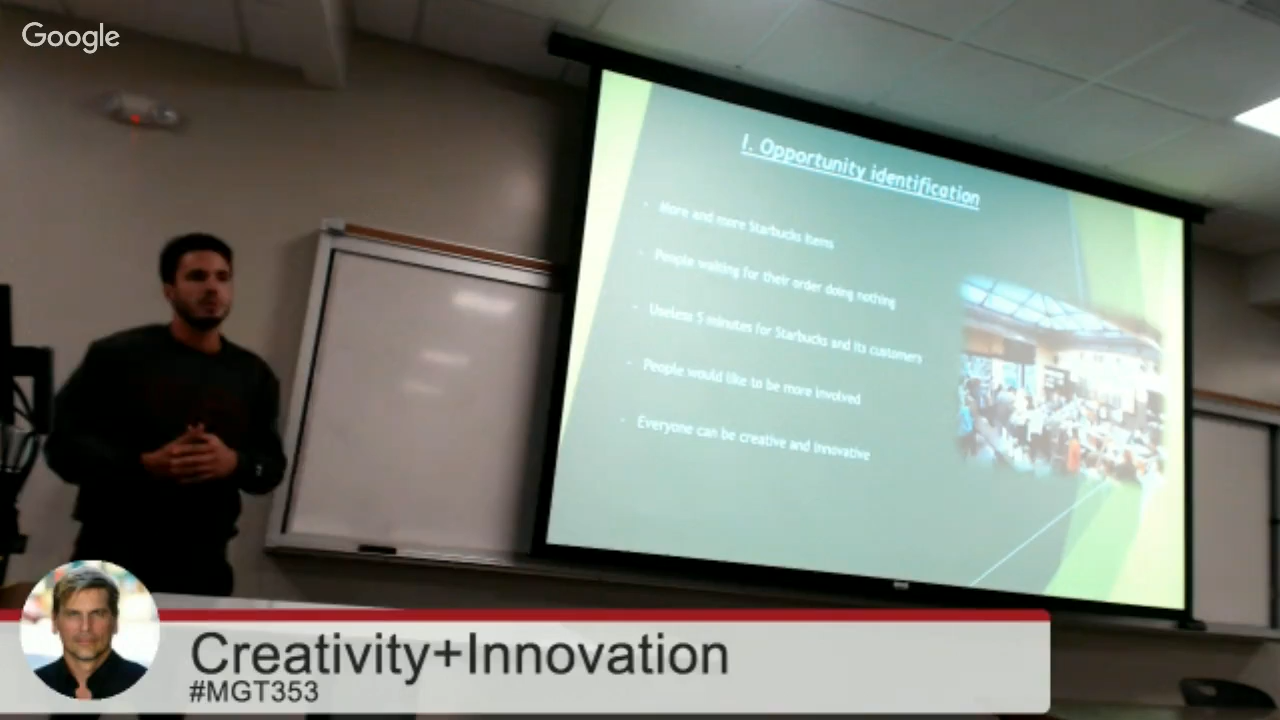 Google
I. Opportunity identification
- More and more Starbucks items
- People waiting for their order doing nothing
- Useless 5 minutes for Starbucks and its customers
- People would like to be more involved
- Everyone can be creative and innovative
Creativity+Innovation
#MGT353